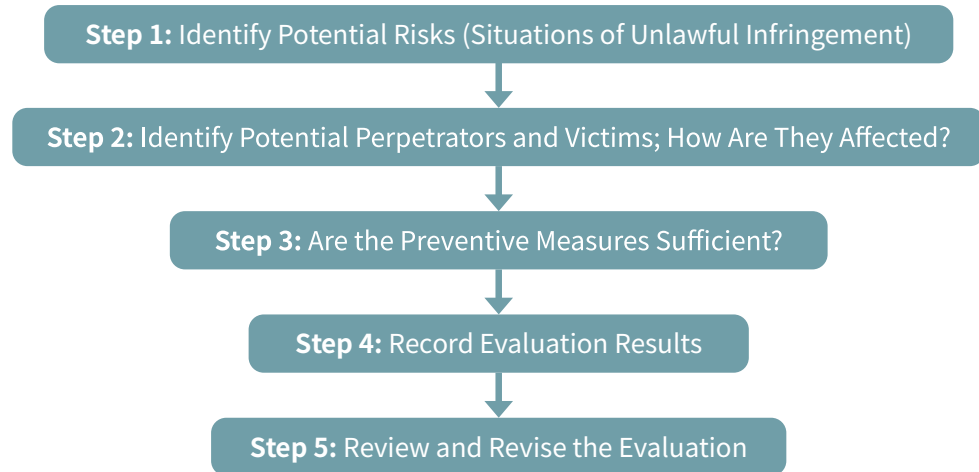 Step 1: Identify Potential Risks (Situations of Unlawful Infringement)
Step 2: Identify Potential Perpetrators and Victims; How Are They Affected?
Step 3: Are the Preventive Measures Sufficient?
Step 4: Record Evaluation Results
Step 5: Review and Revise the Evaluation